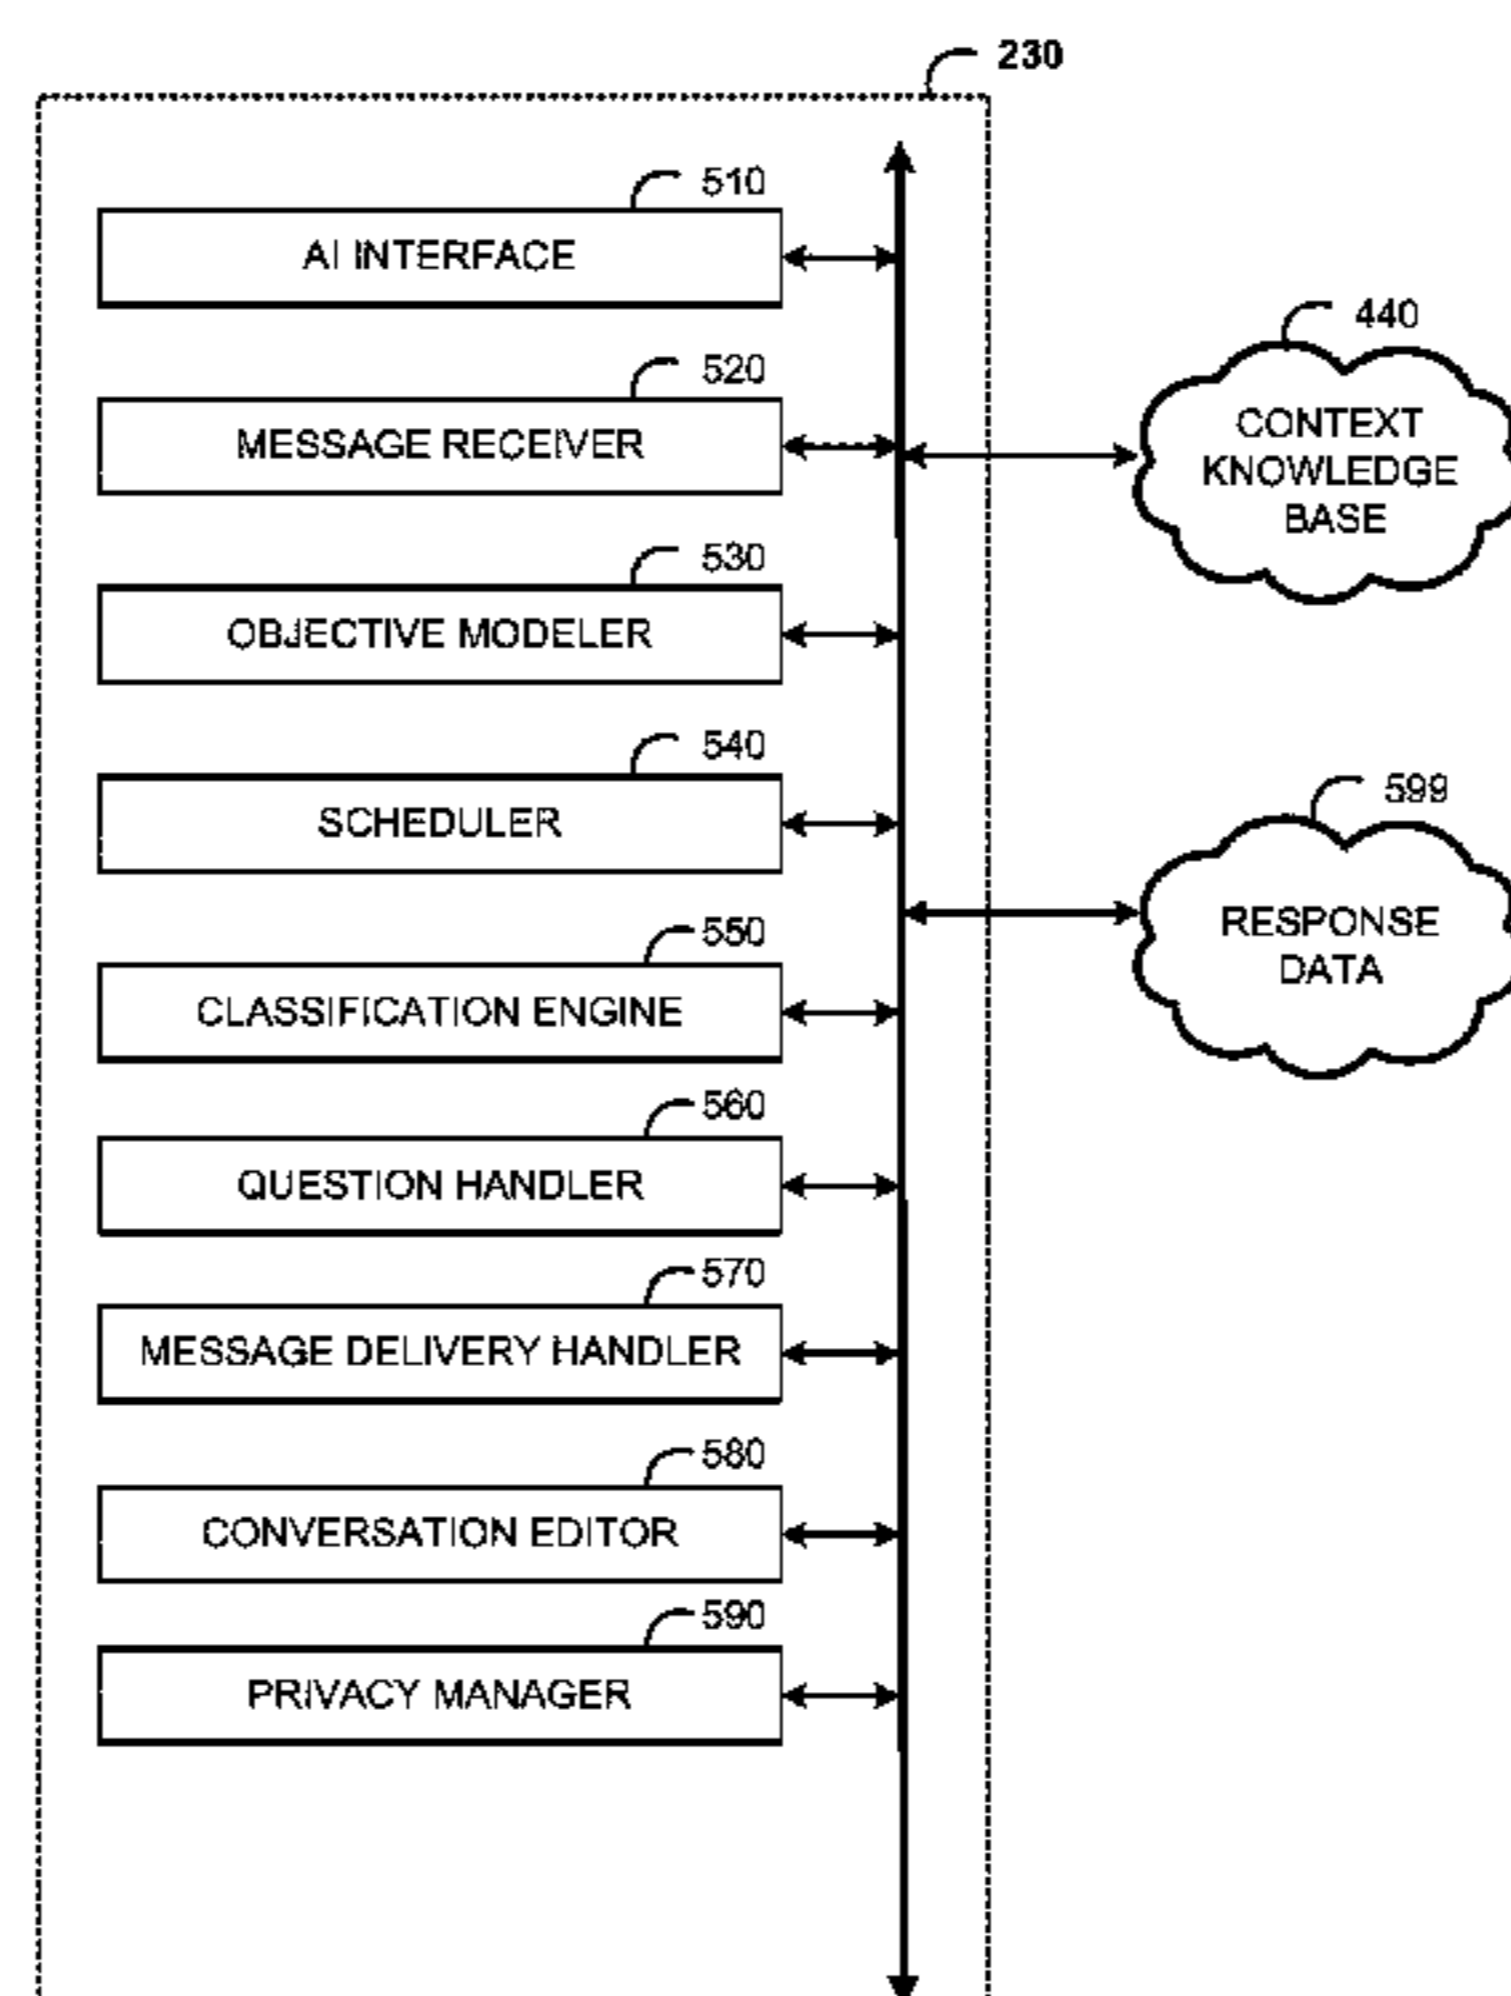 230
510
AI INTERFACE
520
MESSAGE RECEIVER
530
OBJECTIVE MODELER
540
SCHEDULER
550
CLASSIFICATION ENGINE
560
QUESTION HANDLER
570
MESSAGE DELIVERY HANDLER
580
CONVERSATION EDITOR
590
PRIVACY MANAGER
440
CONTEXT
KNOWLEDGE
BASE
599
RESPONSE
DATA